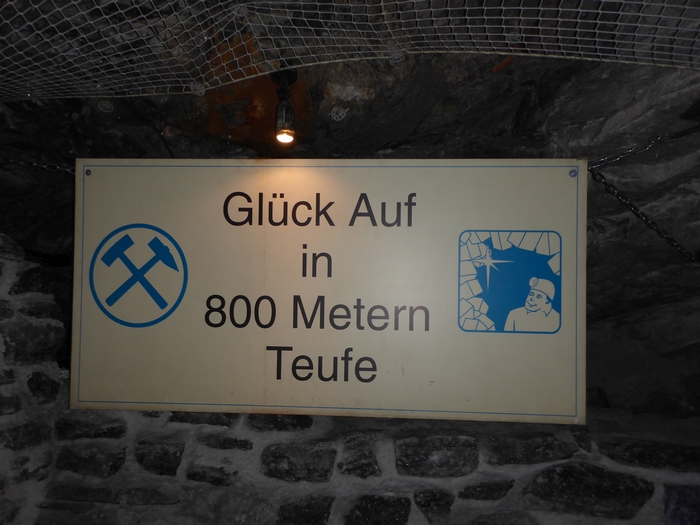 Glück Auf
in
800 Metern
Teufe